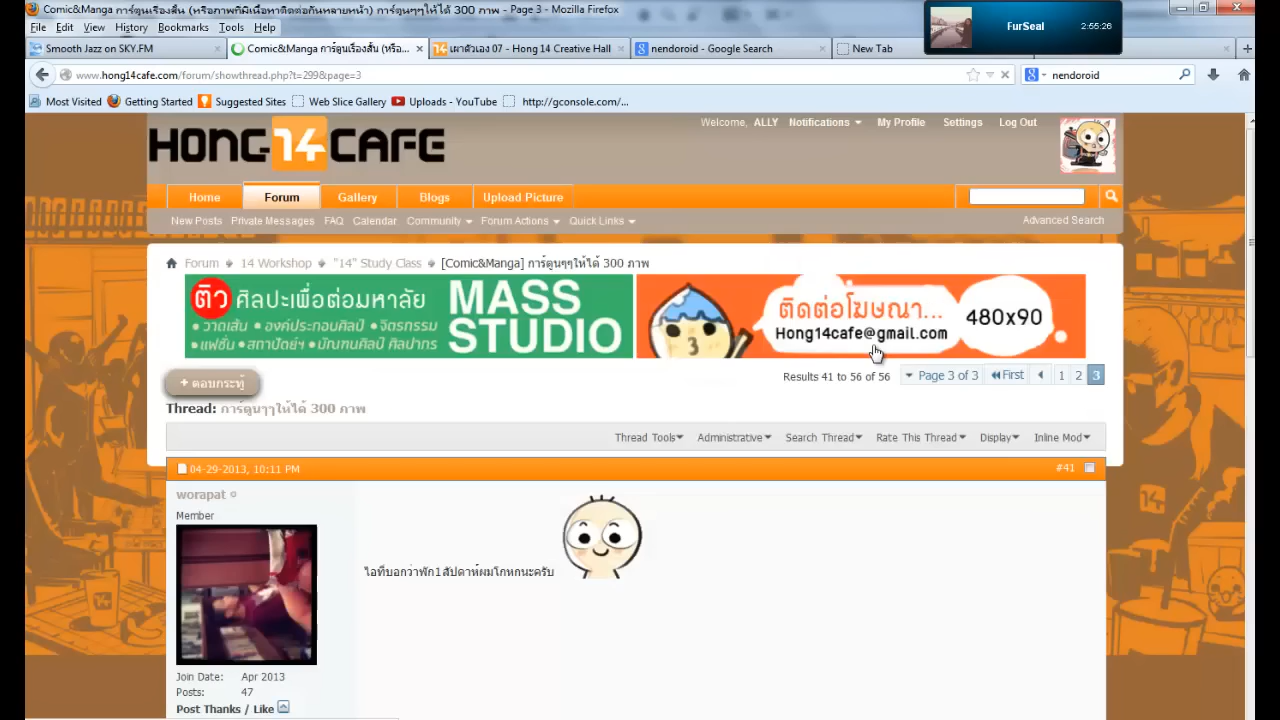 Comic&Manga การ์ตูนเรื่องสั้น (หรือภาพที่มีเนื้อหาติดต่อกันหลายหน้า) การ์ตูนๆๆให้ได้ 300 ภาพ - Page 3 - Mozilla Firefox
File Edit View History Bookmarks Tools Help
FurSeal
2:55:26
Smooth Jazz on SKY.FM
Comic&Manga การ์ตูนเรื่องสั้น (หรือ...
เผาตัวเอง 07 - Hong 14 Creative Hall
nendoroid - Google Search
New Tab
www.hong14cafe.com/forum/showthread.php?t=299&page=3
nendoroid
Most Visited Getting Started Suggested Sites Web Slice Gallery Uploads - YouTube http://gconsole.com/...
HONG 14 CAFE
Welcome, ALLY Notifications My Profile Settings Log Out
Home Forum Gallery Blogs Upload Picture
New Posts Private Messages FAQ Calendar Community Forum Actions Quick Links Advanced Search
Forum 14 Workshop "14" Study Class [Comic&Manga] การ์ตูนๆๆให้ได้ 300 ภาพ
ติว ศิลปะเพื่อต่อมหาลัย
• วาดเส้น • องค์ประกอบศิลป์ • จิตรกรรม
• แฟชั่น • สถาปัตย์ฯ • มัณฑนศิลป์ ศิลปากร
MASS
STUDIO
3
ติดต่อโฆษณา...
Hong14cafe@gmail.com
480x90
+ ตอบกระทู้
Results 41 to 56 of 56
Page 3 of 3 First 1 2 3
Thread: การ์ตูนๆๆให้ได้ 300 ภาพ
Thread Tools Administrative Search Thread Rate This Thread Display Inline Mod
04-29-2013, 10:11 PM
#41
worapat
Member
ไอที่บอกว่าพัก1สัปดาห์ผมโกหกนะครับ
Join Date: Apr 2013
Posts: 47
Post Thanks / Like